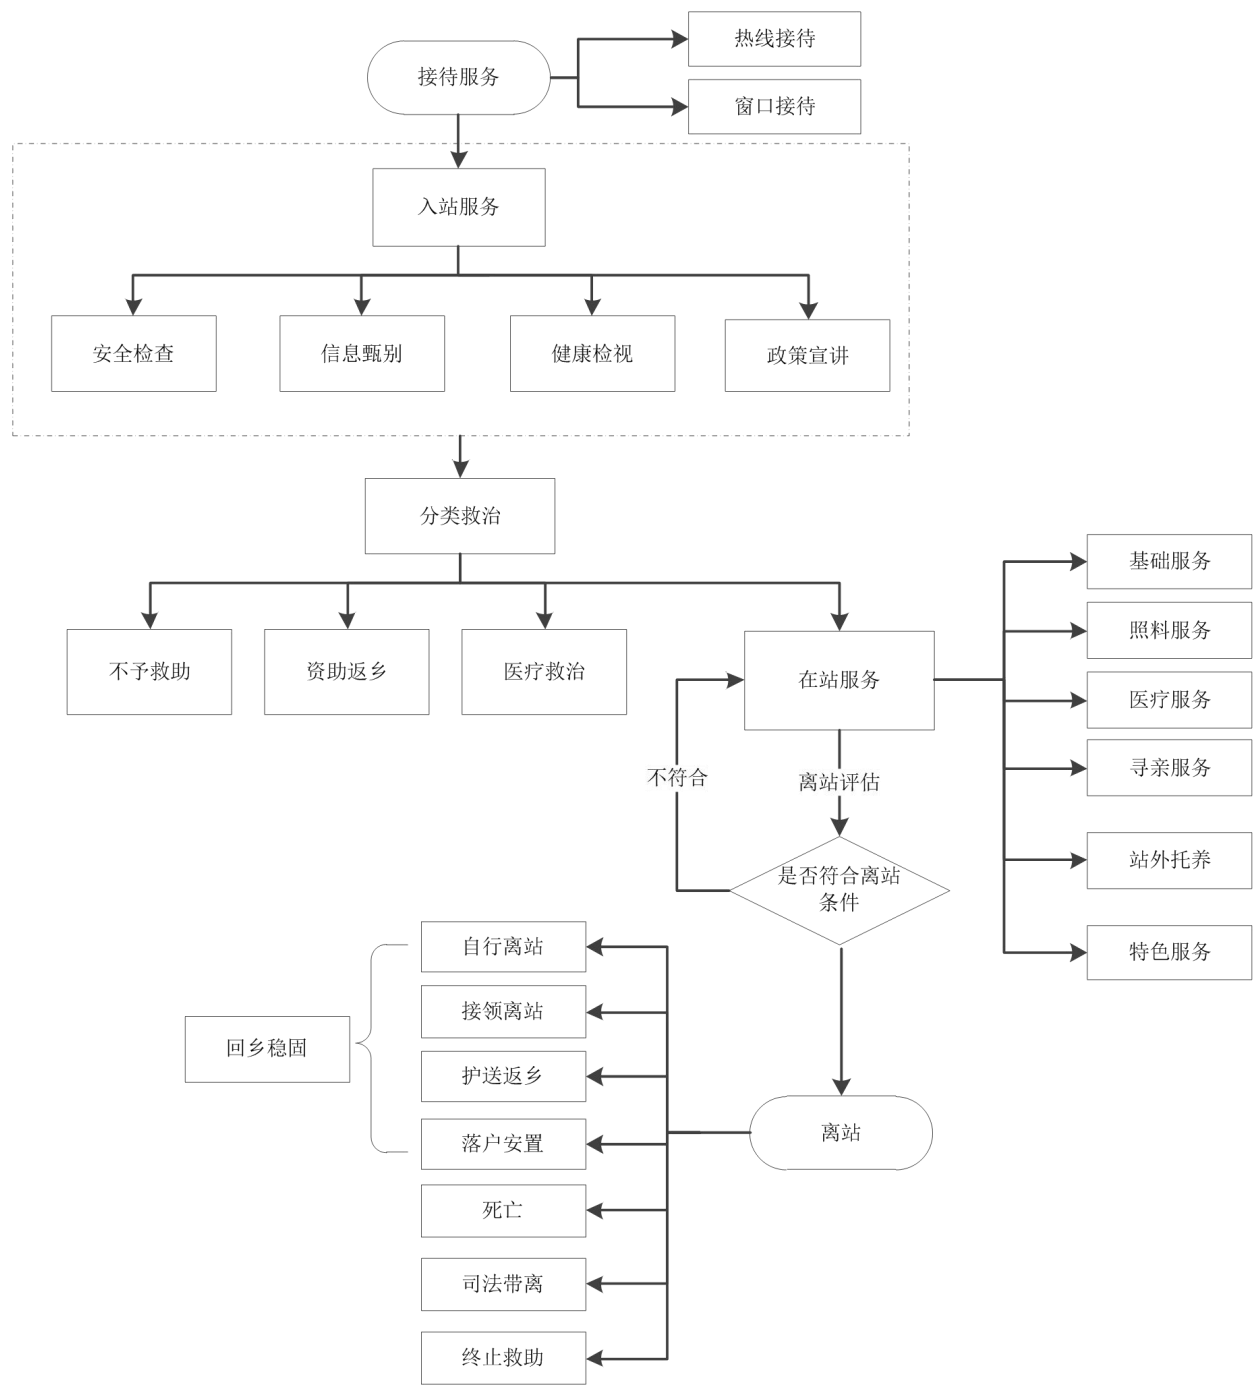 热线接待
接待服务
窗口接待
入站服务
安全检查
信息甄别
健康检视
政策宣讲
分类救治
不予救助
资助返乡
医疗救治
在站服务
基础服务
照料服务
医疗服务
寻亲服务
站外托养
特色服务
不符合
离站评估
是否符合离站
条件
自行离站
接领离站
护送返乡
落户安置
死亡
司法带离
终止救助
回乡稳固
离站